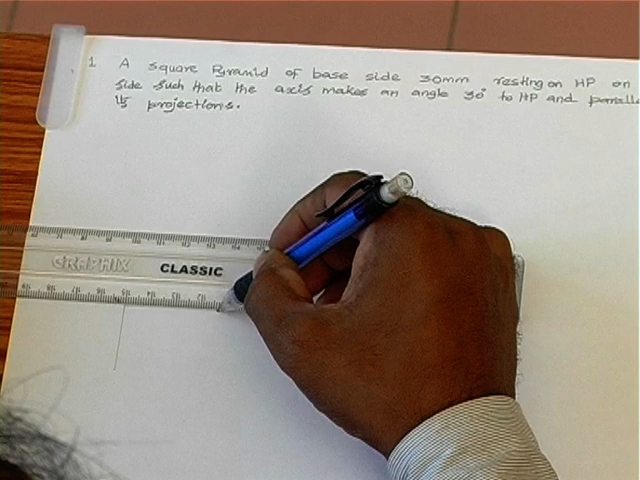 1 A square Pyramid of base side 30mm resting on HP on
side such that the axis makes an angle 30° to HP and paralle
its projections.
GRAPHIX CLASSIC